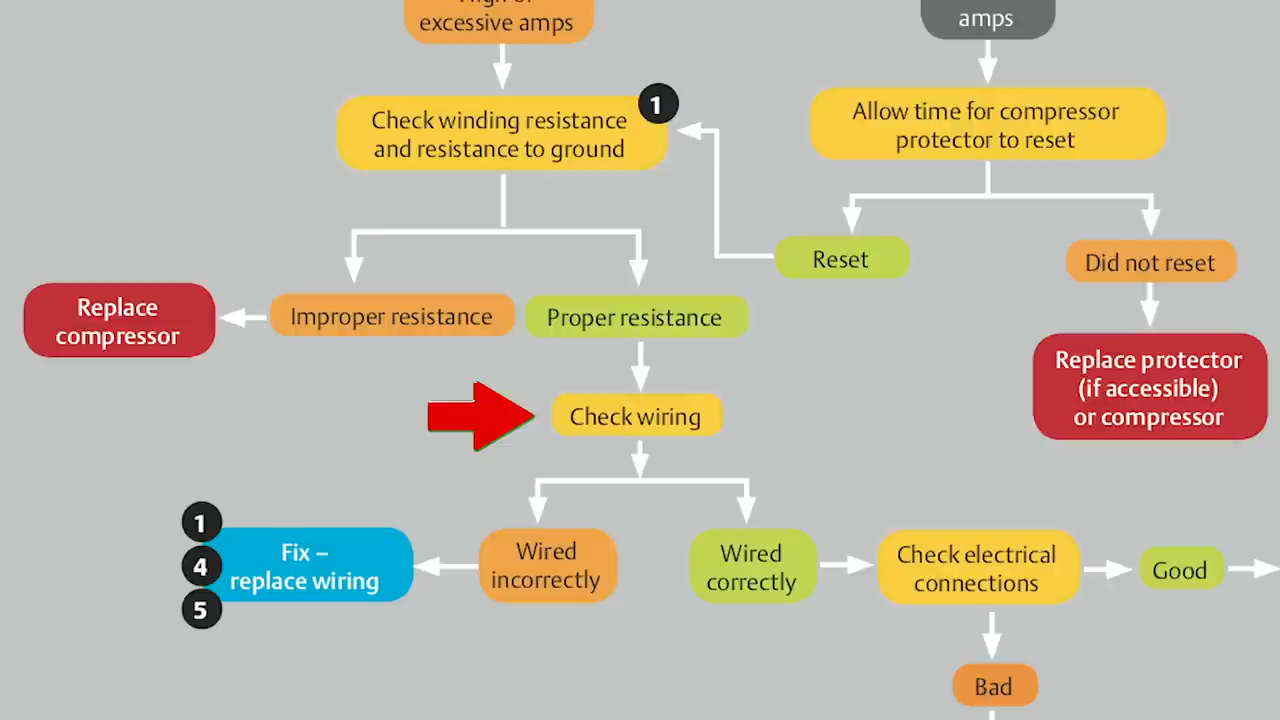 excessive amps
amps
Check winding resistance
and resistance to ground
1
Allow time for compressor
protector to reset
Reset
Did not reset
Replace
compressor
Improper resistance
Proper resistance
Replace protector
(if accessible)
or compressor
Check wiring
1
4
5
Fix –
replace wiring
Wired
incorrectly
Wired
correctly
Check electrical
connections
Good
Bad